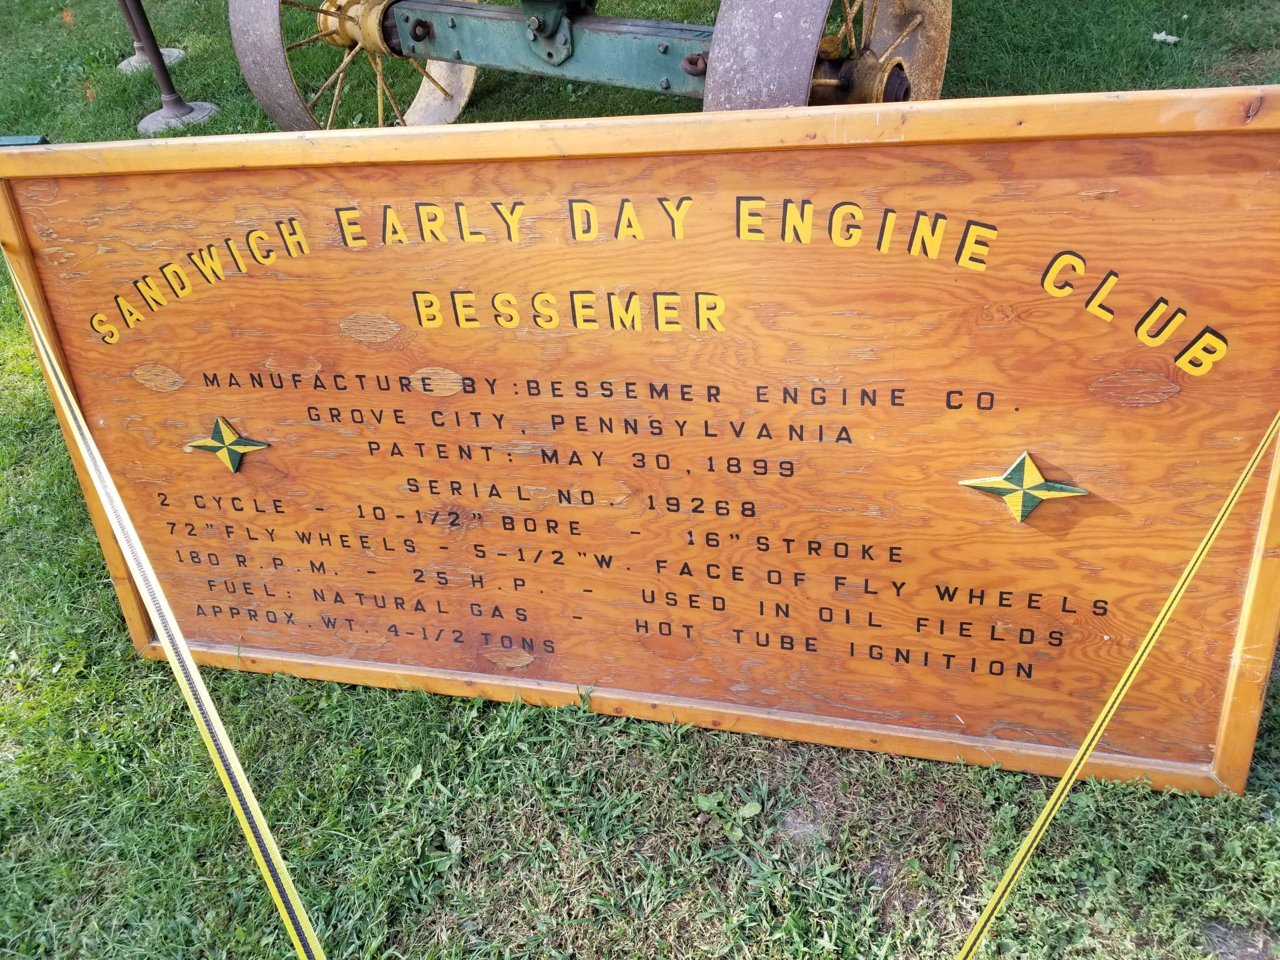 SANDWICH EARLY DAY ENGINE CLUB
BESSEMER
MANUFACTURE BY: BESSEMER ENGINE CO.
GROVE CITY, PENNSYLVANIA
PATENT: MAY 30, 1899
SERIAL NO. 19268
2 CYCLE - 10-1/2" BORE - 16" STROKE
72" FLY WHEELS - 5-1/2" W. FACE OF FLY WHEELS
180 R.P.M. - 25 H.P. - USED IN OIL FIELDS
FUEL: NATURAL GAS - HOT TUBE IGNITION
APPROX. WT. 4-1/2 TONS